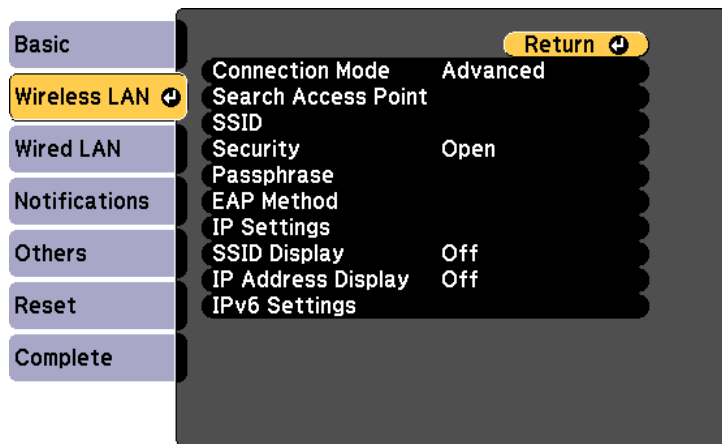 Basic
Wireless LAN
Wired LAN
Notifications
Others
Reset
Complete
Return
Connection Mode Advanced
Search Access Point
SSID
Security Open
Passphrase
EAP Method
IP Settings
SSID Display Off
IP Address Display Off
IPv6 Settings